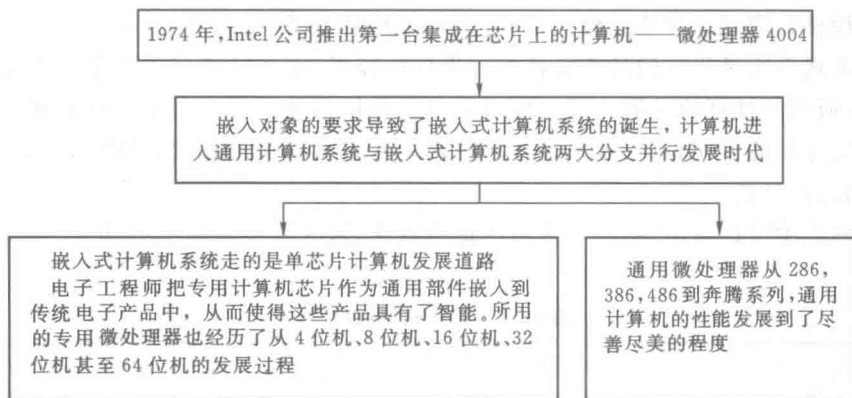 1974 年,Intel 公司推出第一台集成在芯片上的计算机——微处理器 4004
嵌入对象的要求导致了嵌入式计算机系统的诞生，计算机进
入通用计算机系统与嵌入式计算机系统两大分支并行发展时代
嵌入式计算机系统走的是单芯片计算机发展道路
电子工程师把专用计算机芯片作为通用部件嵌入到
传统电子产品中，从而使得这些产品具有了智能。所用
的专用微处理器也经历了从 4 位机、8 位机、16 位机、32
位机甚至 64 位机的发展过程
通用微处理器从 286,
386,486 到奔腾系列,通用
计算机的性能发展到了尽
善尽美的程度